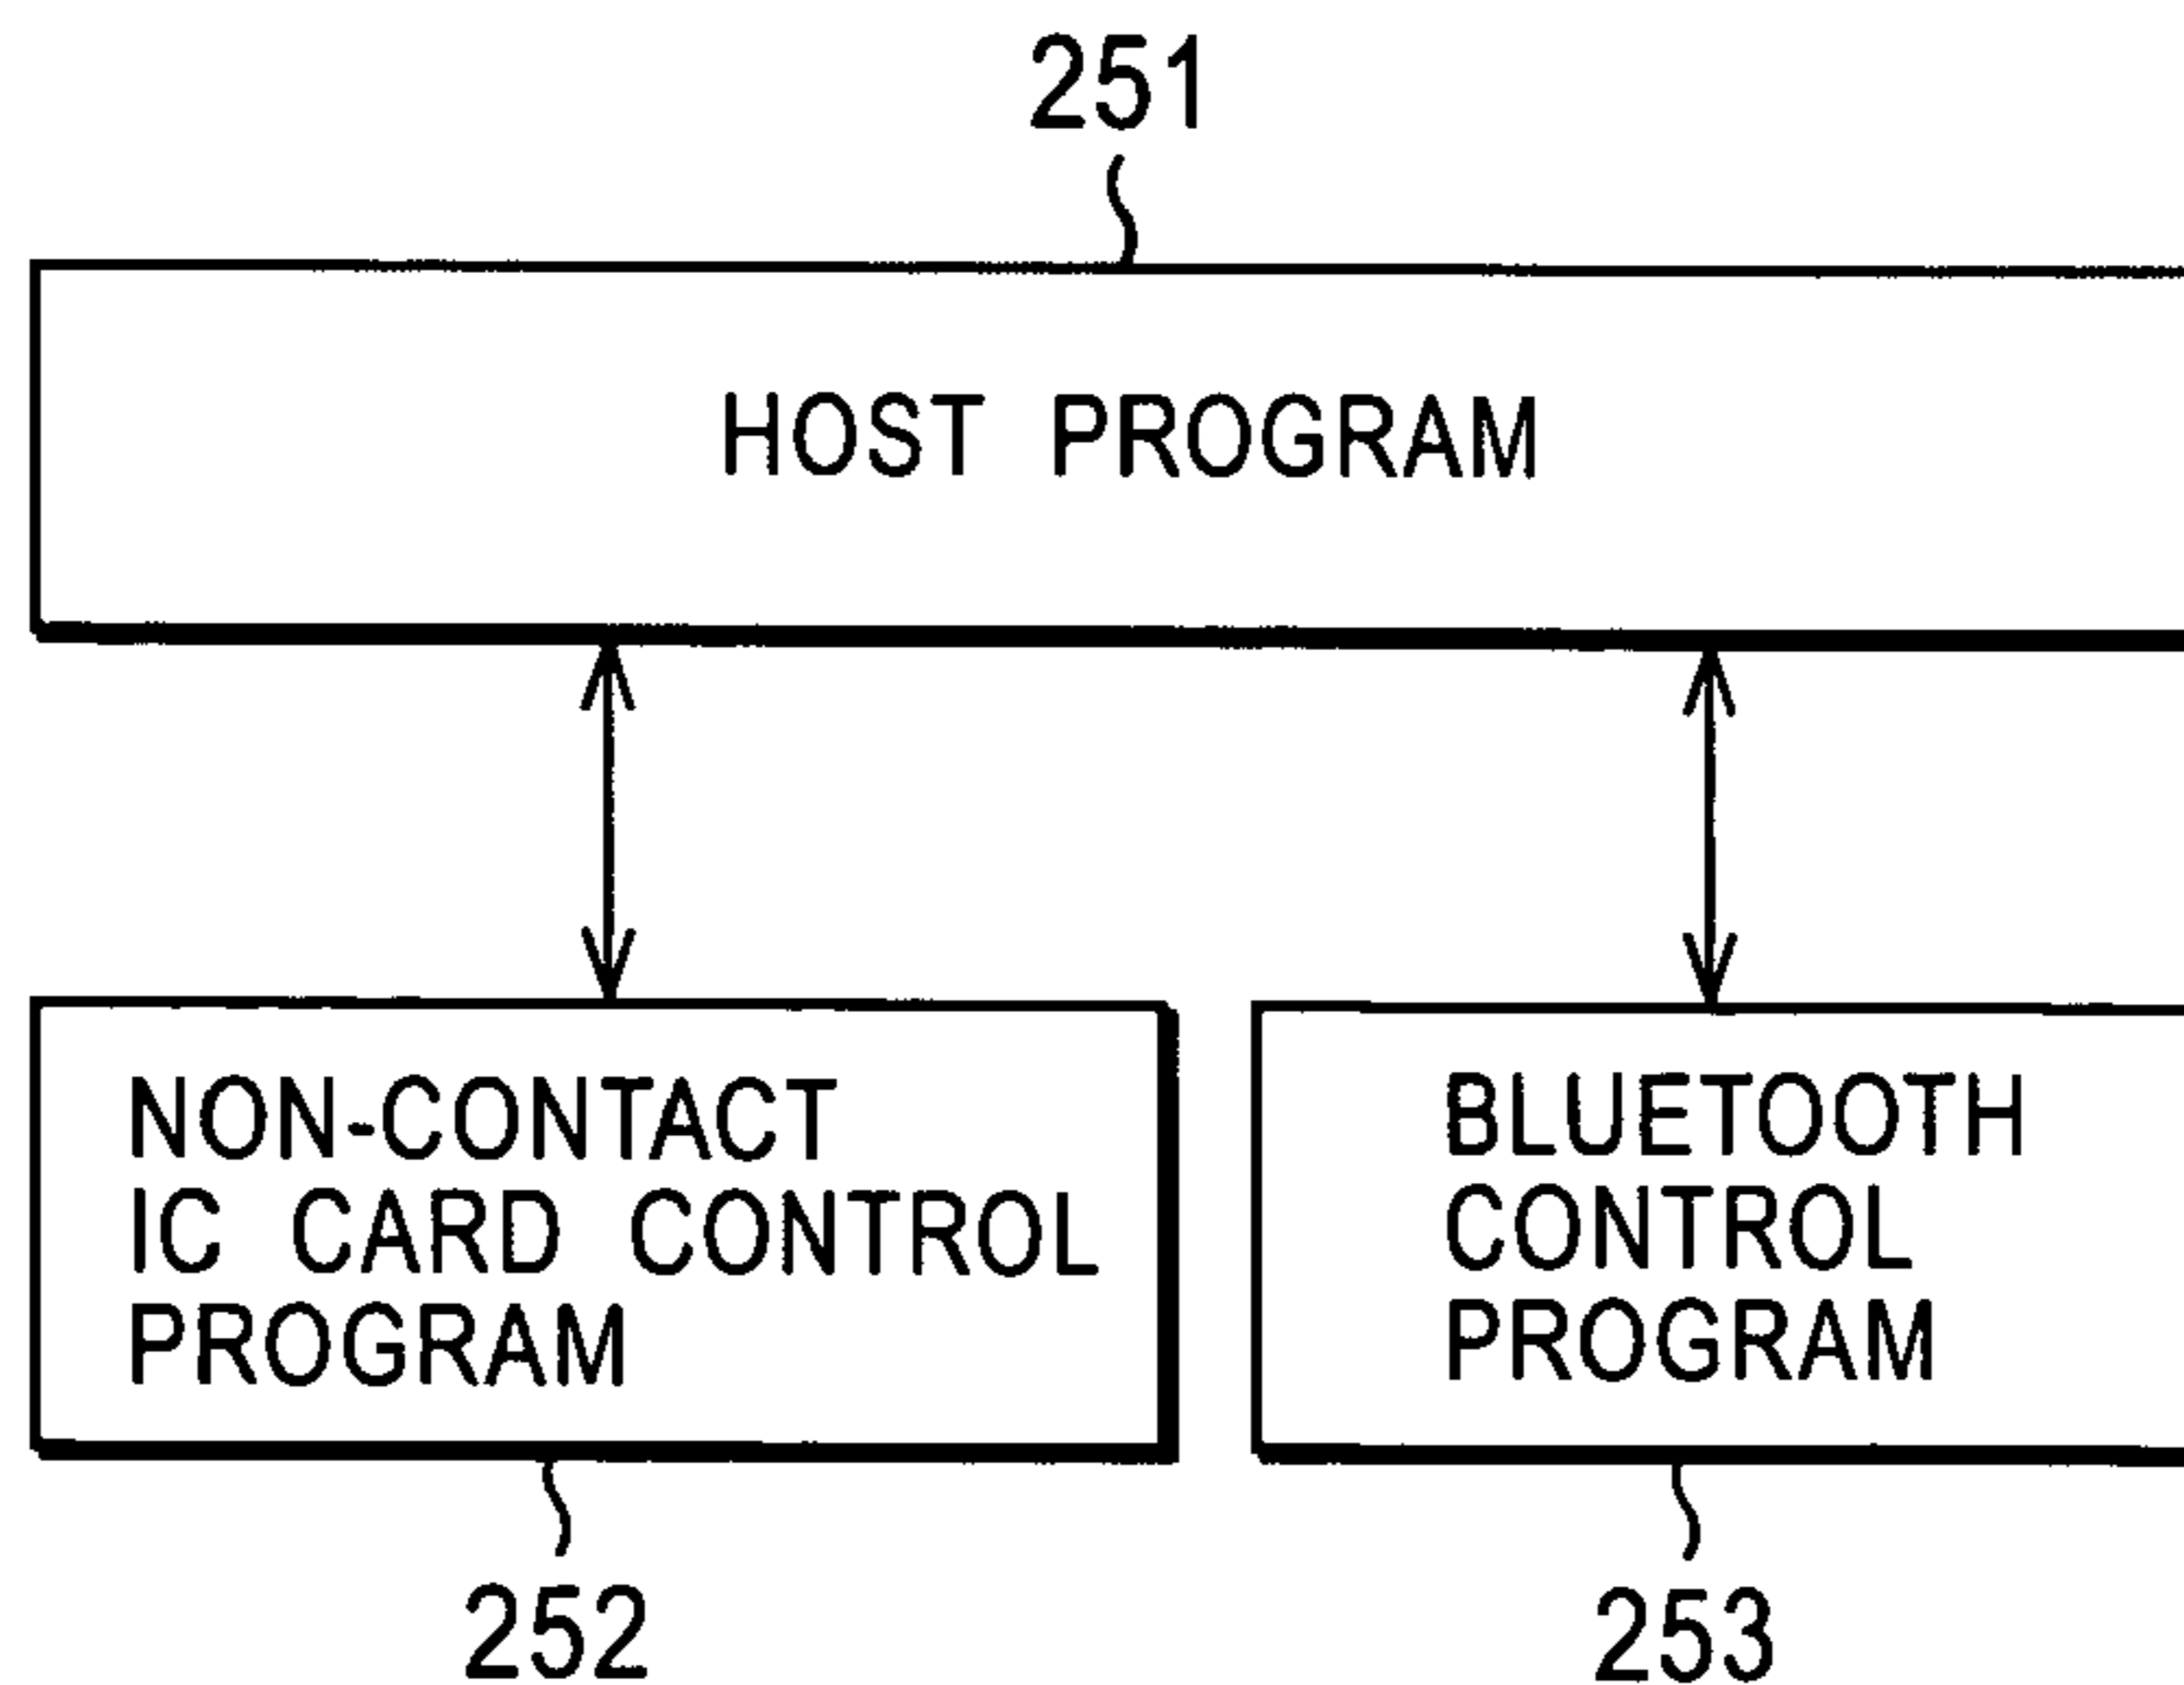 251
HOST PROGRAM
NON-CONTACT
IC CARD CONTROL
PROGRAM
BLUETOOTH
CONTROL
PROGRAM
252
253